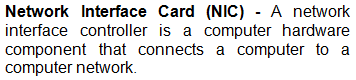 Network Interface Card (NIC) - A network
interface controller is a computer hardware
component that connects a computer to a
computer network.